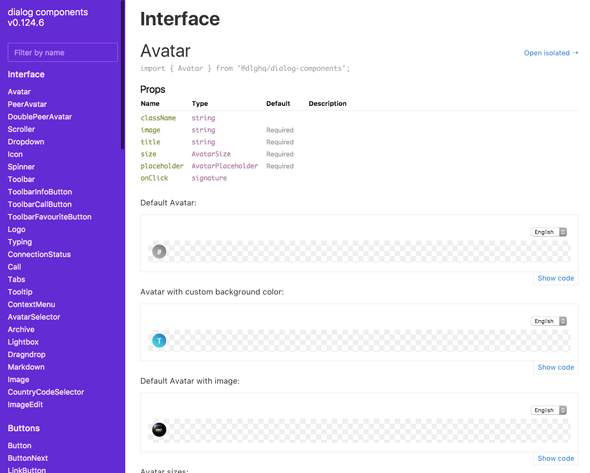 dialog components
v0.124.6
Filter by name
Interface
Avatar
PeerAvatar
DoublePeerAvatar
Scroller
Dropdown
Icon
Spinner
Toolbar
ToolbarInfoButton
ToolbarCallButton
ToolbarFavouriteButton
Logo
Typing
ConnectionStatus
Call
Tabs
Tooltip
ContextMenu
AvatarSelector
Archive
Lightbox
Dragndrop
Markdown
Image
CountryCodeSelector
ImageEdit
Buttons
Button
ButtonNext
LinkButton
Interface
Avatar
Open isolated ⇢
import { Avatar } from '@dlghq/dialog-components';
Props
Name Type Default Description
className string
image string Required
title string Required
size AvatarSize Required
placeholder AvatarPlaceholder Required
onClick signature
Default Avatar:
English
#
Show code
Avatar with custom background color:
English
T
Show code
Default Avatar with image:
English
Show code
Avatar sizes: